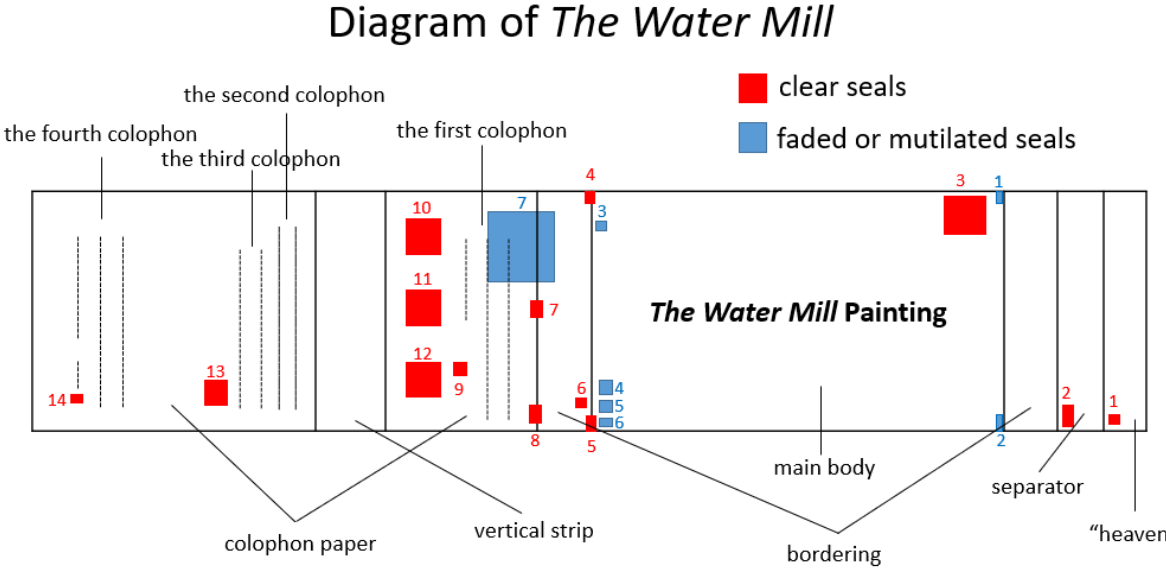 Diagram of The Water Mill
clear seals
faded or mutilated seals
the second colophon
the fourth colophon
the third colophon
the first colophon
4
3
1
10
7
3
11
7
The Water Mill Painting
12
13
9
6
4
5
6
2
1
14
8
5
2
main body
separator
colophon paper
vertical strip
bordering
“heaven